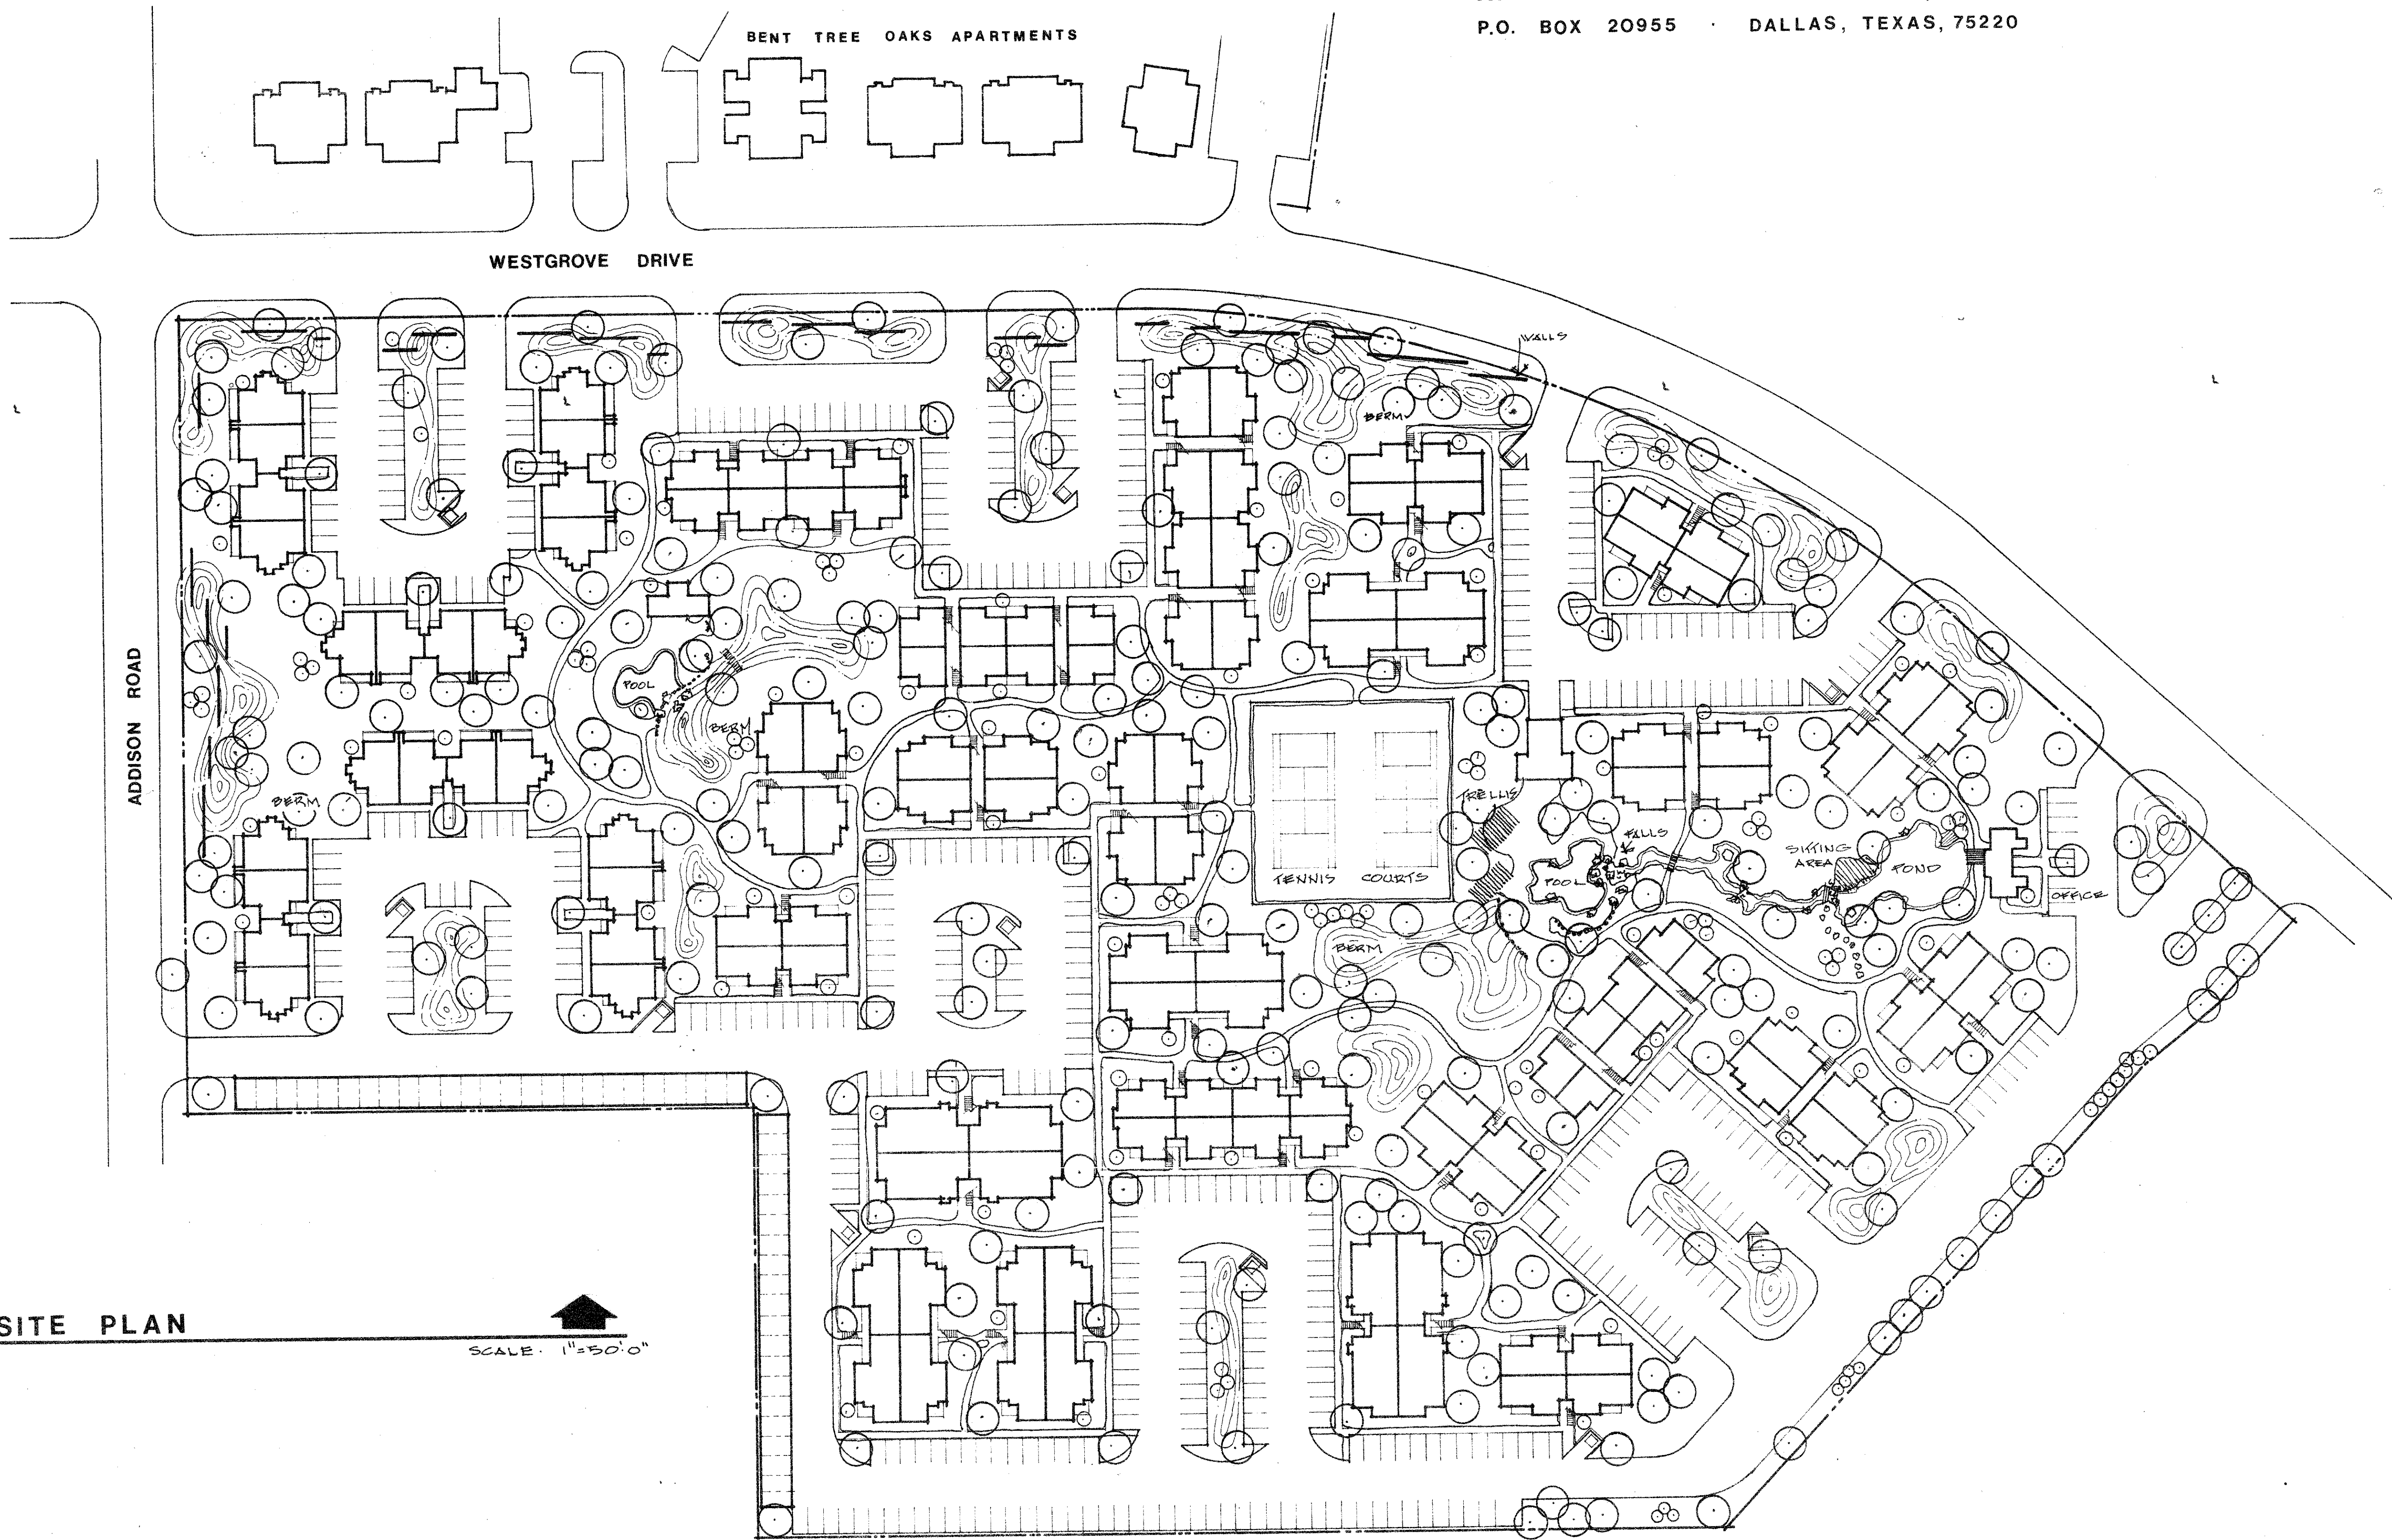 P.O. BOX 20955 · DALLAS, TEXAS, 75220
BENT TREE OAKS APARTMENTS
WESTGROVE DRIVE
WALLS
BERM
ADDISON ROAD
POOL
BERM
BERM
TRELLIS
FALLS
SITTING
AREA
POND
POOL
TENNIS COURTS
OFFICE
BERM
SITE PLAN
SCALE· 1"=50'0"